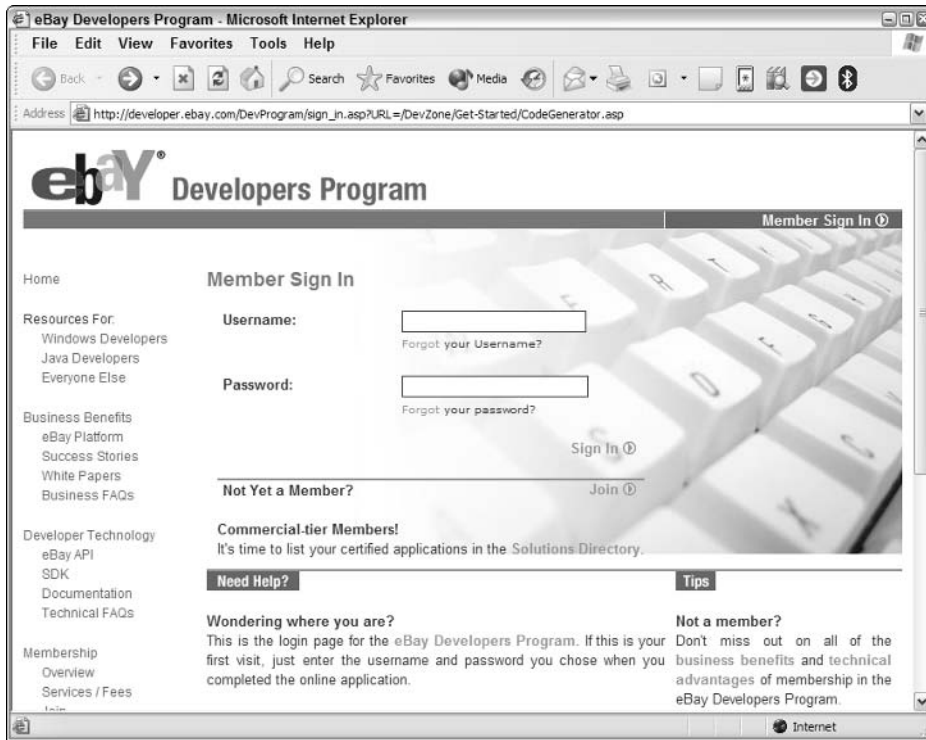 eBay Developers Program - Microsoft Internet Explorer
File Edit View Favorites Tools Help
Back Search Favorites Media
Address http://developer.ebay.com/DevProgram/sign_in.asp?URL=/DevZone/Get-Started/CodeGenerator.asp
ebaY® Developers Program
Member Sign In
Home
Resources For:
Windows Developers
Java Developers
Everyone Else
Business Benefits
eBay Platform
Success Stories
White Papers
Business FAQs
Developer Technology
eBay API
SDK
Documentation
Technical FAQs
Membership
Overview
Services / Fees
Join
Member Sign In
Username:
Forgot your Username?
Password:
Forgot your password?
Sign In
Not Yet a Member? Join
Commercial-tier Members!
It's time to list your certified applications in the Solutions Directory.
Need Help?
Wondering where you are?
This is the login page for the eBay Developers Program. If this is your
first visit, just enter the username and password you chose when you
completed the online application.
Tips
Not a member?
Don't miss out on all of the
business benefits and technical
advantages of membership in the
eBay Developers Program.
Internet